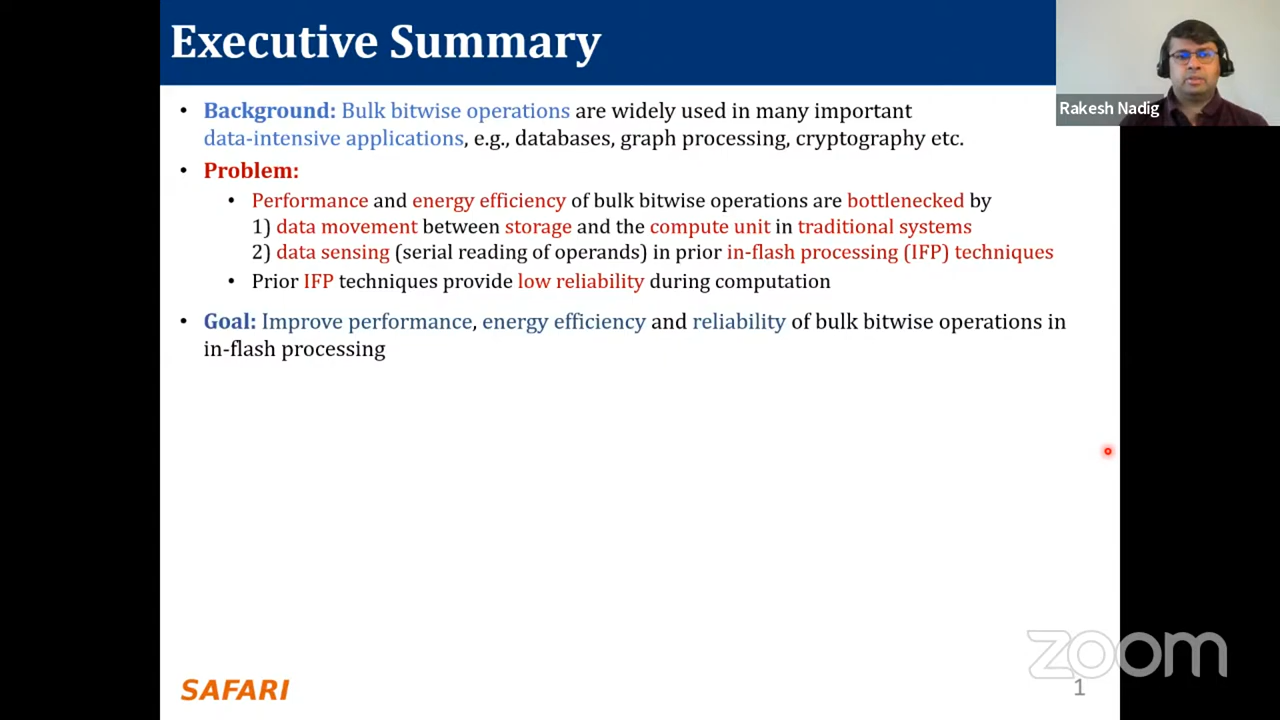 Executive Summary
Rakesh Nadig
• Background: Bulk bitwise operations are widely used in many important
data-intensive applications, e.g., databases, graph processing, cryptography etc.
• Problem:
• Performance and energy efficiency of bulk bitwise operations are bottlenecked by
1) data movement between storage and the compute unit in traditional systems
2) data sensing (serial reading of operands) in prior in-flash processing (IFP) techniques
• Prior IFP techniques provide low reliability during computation
• Goal: Improve performance, energy efficiency and reliability of bulk bitwise operations in
in-flash processing
zoom
SAFARI
1